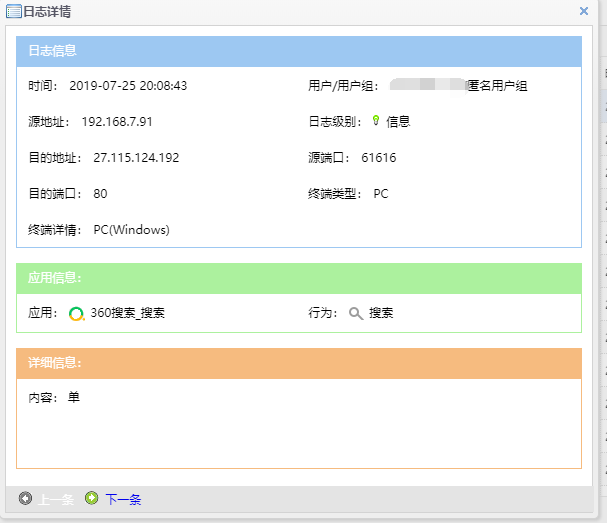 日志详情
日志信息
时间： 2019-07-25 20:08:43 用户/用户组： 匿名用户组
源地址： 192.168.7.91 日志级别： 信息
目的地址： 27.115.124.192 源端口： 61616
目的端口： 80 终端类型： PC
终端详情： PC(Windows)
应用信息：
应用： 360搜索_搜索 行为： 搜索
详细信息：
内容： 单
上一条 下一条